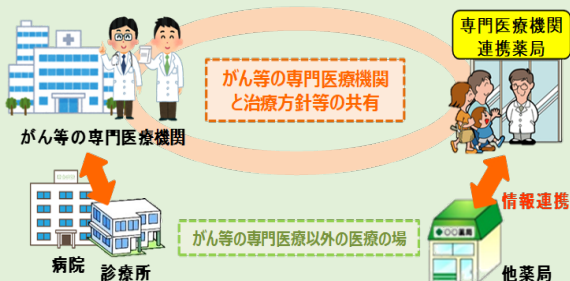 専門医療機関
連携薬局
がん等の専門医療機関
と治療方針等の共有
がん等の専門医療機関
情報連携
がん等の専門医療以外の医療の場
◆○○薬局
病院
診療所
他薬局